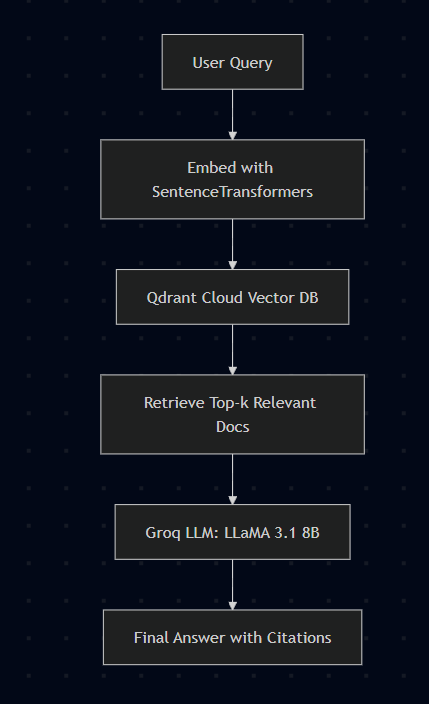 User Query
Embed with
SentenceTransformers
Qdrant Cloud Vector DB
Retrieve Top-k Relevant
Docs
Groq LLM: LLaMA 3.1 8B
Final Answer with Citations